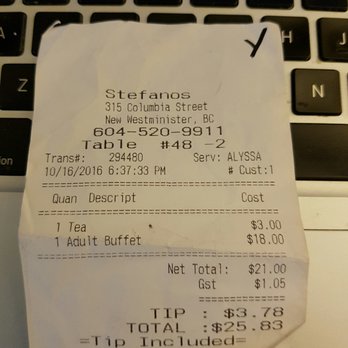 Stefanos
315 Columbia Street
New Westminister, BC
604-520-9911
Table #48 -2
Trans#: 294480 Serv: ALYSSA
10/16/2016 6:37:33 PM # Cust:1
Quan Descript Cost
1 Tea $3.00
1 Adult Buffet $18.00
Net Total: $21.00
Gst $1.05
TIP : $3.78
TOTAL :$25.83
=Tip Included=
A
Z
H
J
N